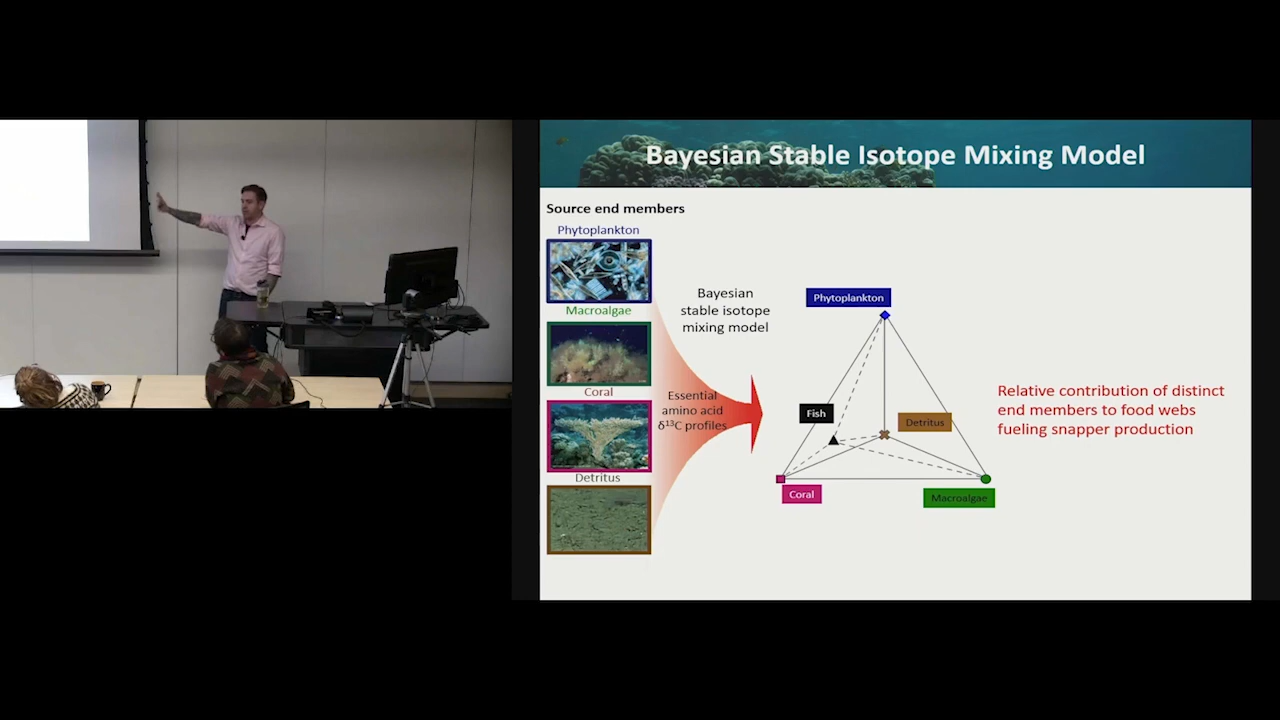 Bayesian Stable Isotope Mixing Model
Source end members
Phytoplankton
Macroalgae
Coral
Detritus
Bayesian
stable isotope
mixing model
Essential
amino acid
δ¹³C profiles
Phytoplankton
Fish
Detritus
Coral
Macroalgae
Relative contribution of distinct
end members to food webs
fueling snapper production